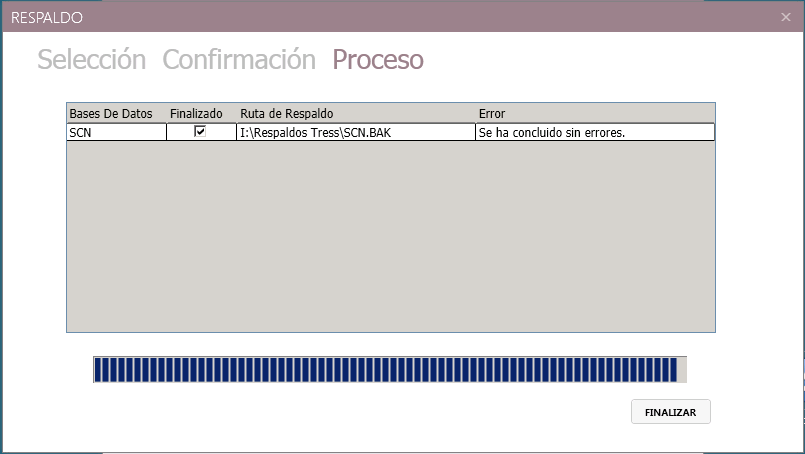 RESPALDO
Selección Confirmación Proceso
Bases De Datos Finalizado Ruta de Respaldo Error
SCN I:\Respaldos Tress\SCN.BAK Se ha concluido sin errores.
FINALIZAR